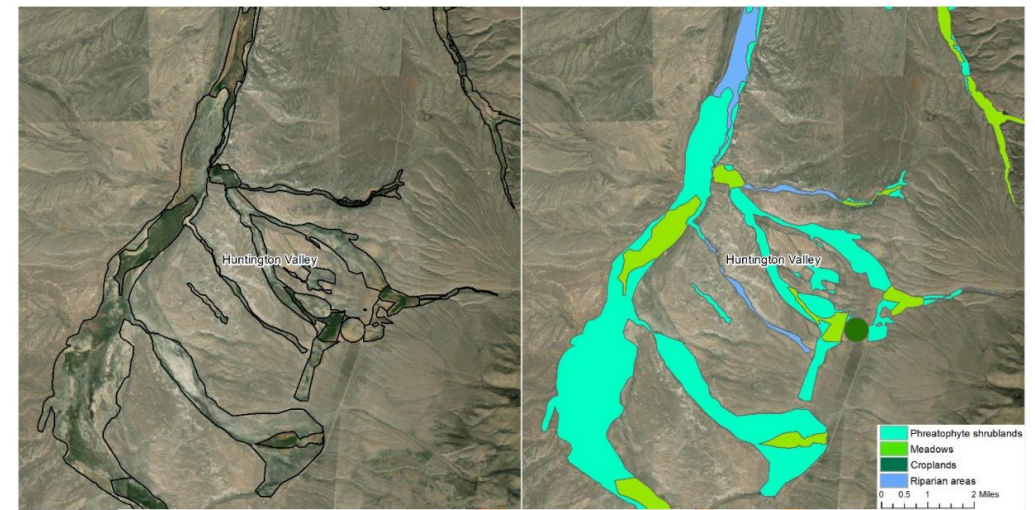 Huntington Valley
Huntington Valley
Phreatophyte shrublands
Meadows
Croplands
Riparian areas
0 0.5 1 2 Miles